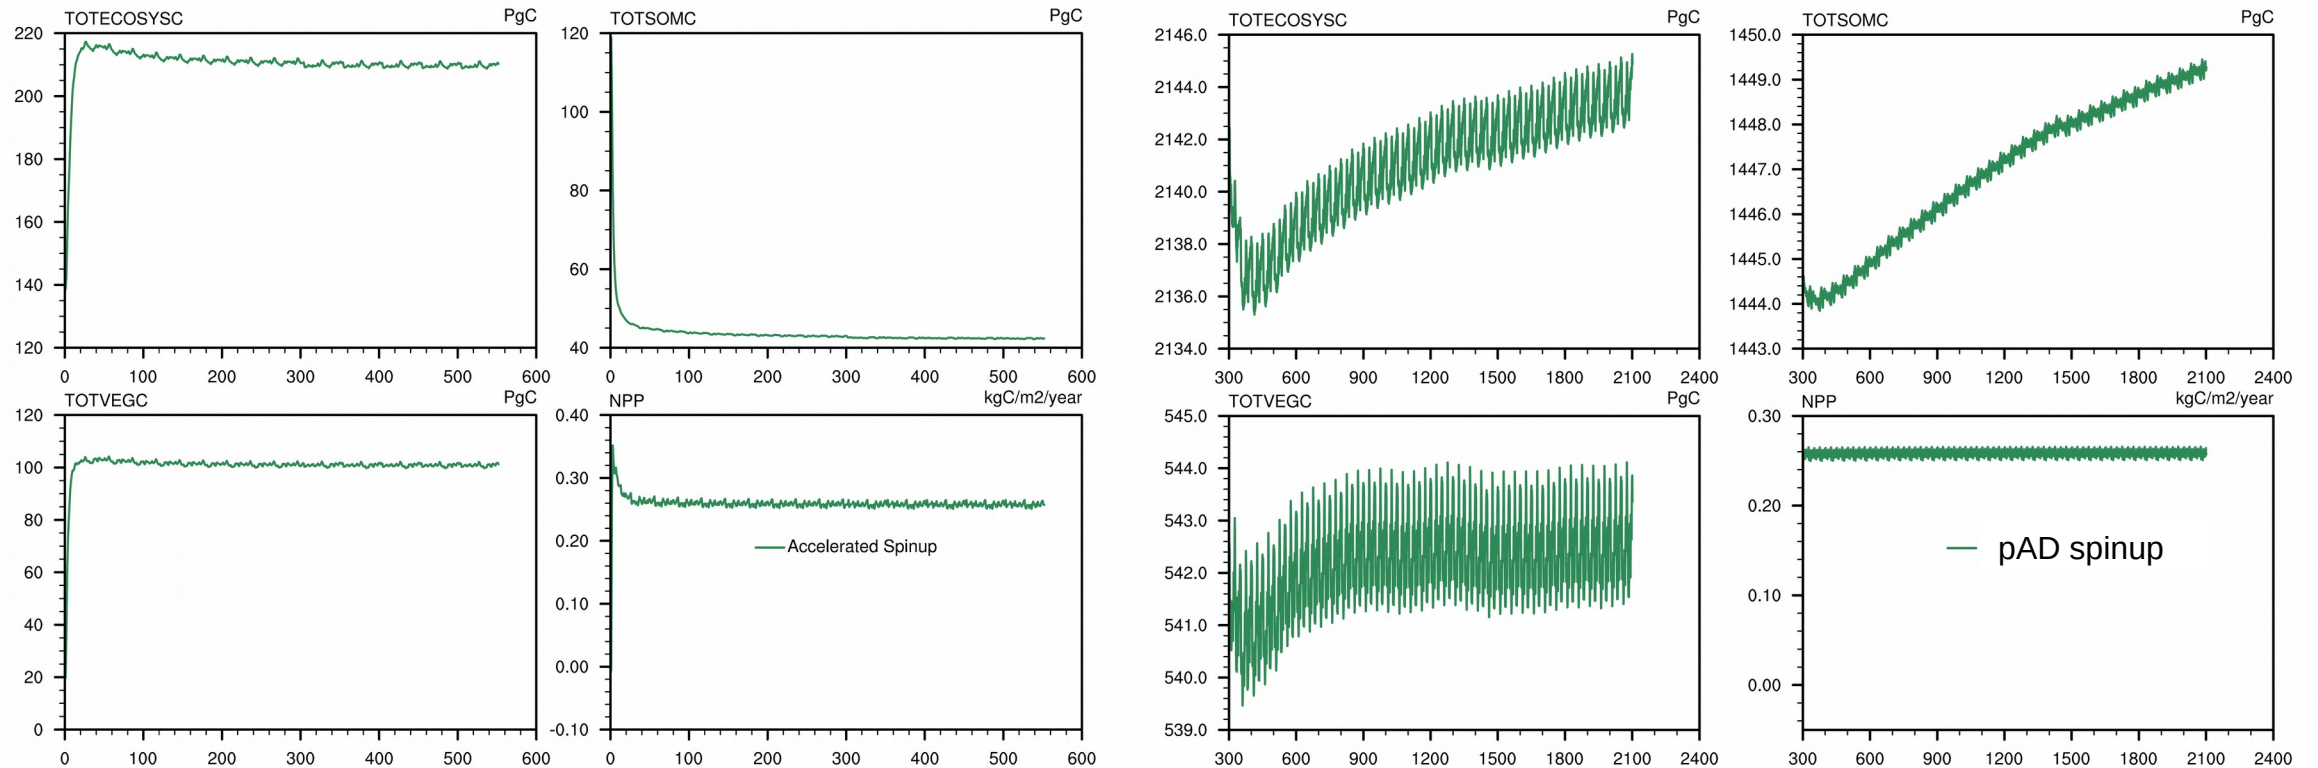 TOTECOSYSC PgC
220
200
180
160
140
120
0 100 200 300 400 500 600
TOTSOMC PgC
120
100
80
60
40
0 100 200 300 400 500 600
TOTECOSYSC PgC
2146.0
2144.0
2142.0
2140.0
2138.0
2136.0
2134.0
300 600 900 1200 1500 1800 2100 2400
TOTSOMC PgC
1450.0
1449.0
1448.0
1447.0
1446.0
1445.0
1444.0
1443.0
300 600 900 1200 1500 1800 2100 2400
TOTVEGC PgC
120
100
80
60
40
20
0
0 100 200 300 400 500 600
NPP kgC/m2/year
0.40
0.30
0.20
0.10
0.00
-0.10
Accelerated Spinup
0 100 200 300 400 500 600
TOTVEGC PgC
545.0
544.0
543.0
542.0
541.0
540.0
539.0
300 600 900 1200 1500 1800 2100 2400
NPP kgC/m2/year
0.30
0.20
0.10
0.00
pAD spinup
300 600 900 1200 1500 1800 2100 2400